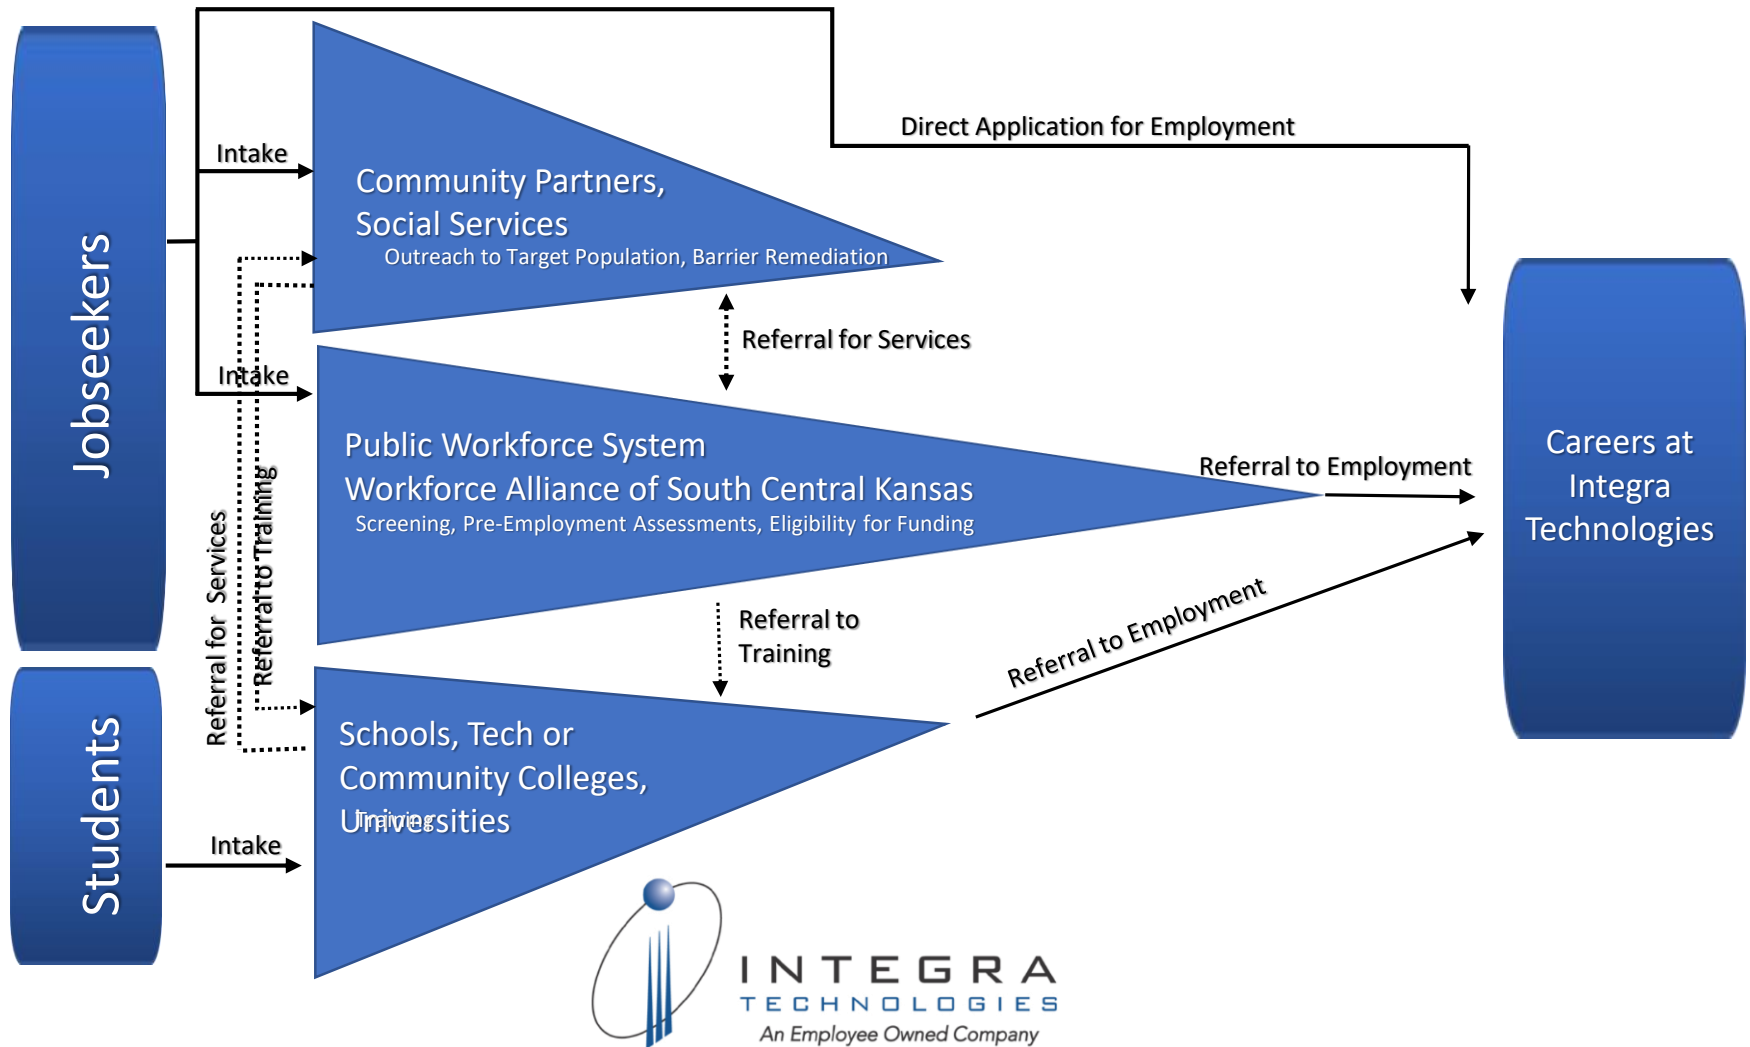 Direct Application for Employment
Intake
Community Partners,
Social Services
Outreach to Target Population, Barrier Remediation
Jobseekers
Referral for Services
Intake
Public Workforce System
Workforce Alliance of South Central Kansas
Screening, Pre-Employment Assessments, Eligibility for Funding
Referral to Employment
Careers at
Integra
Technologies
Referral for Services
Referral to Training
Referral to
Training
Referral to Employment
Schools, Tech or
Community Colleges,
Universities
Training
Students
Intake
INTEGRA
TECHNOLOGIES
An Employee Owned Company